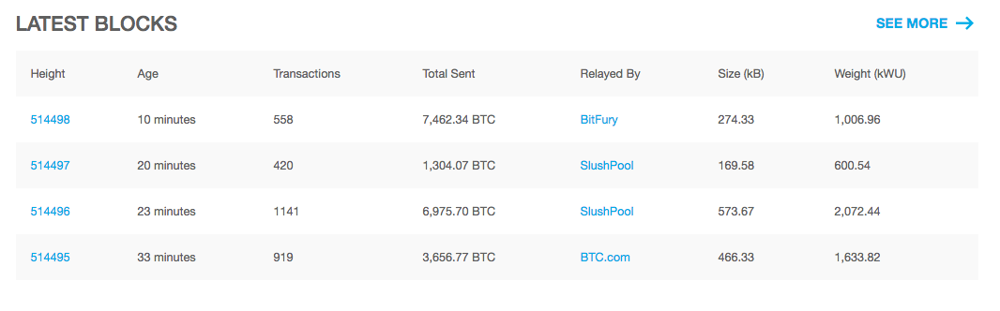 LATEST BLOCKS SEE MORE →
Height Age Transactions Total Sent Relayed By Size (kB) Weight (kWU)
514498 10 minutes 558 7,462.34 BTC BitFury 274.33 1,006.96
514497 20 minutes 420 1,304.07 BTC SlushPool 169.58 600.54
514496 23 minutes 1141 6,975.70 BTC SlushPool 573.67 2,072.44
514495 33 minutes 919 3,656.77 BTC BTC.com 466.33 1,633.82